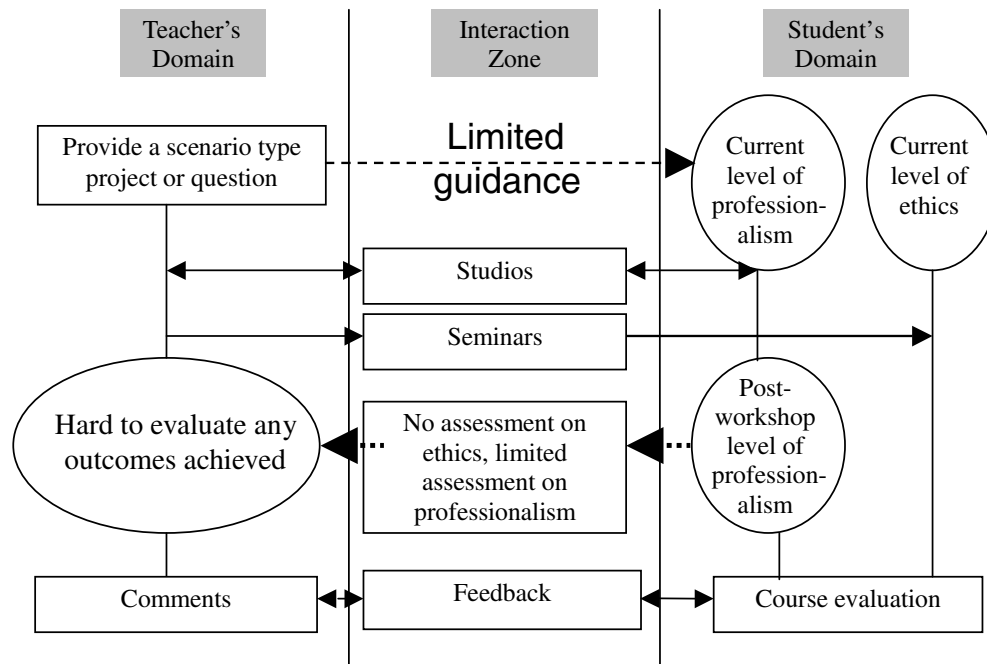 Teacher's
Domain
Interaction
Zone
Student's
Domain
Provide a scenario type
project or question
Limited
guidance
Current
level of
profession-
alism
Current
level of
ethics
Studios
Seminars
Hard to evaluate any
outcomes achieved
No assessment on
ethics, limited
assessment on
professionalism
Post-
workshop
level of
profession-
alism
Comments
Feedback
Course evaluation